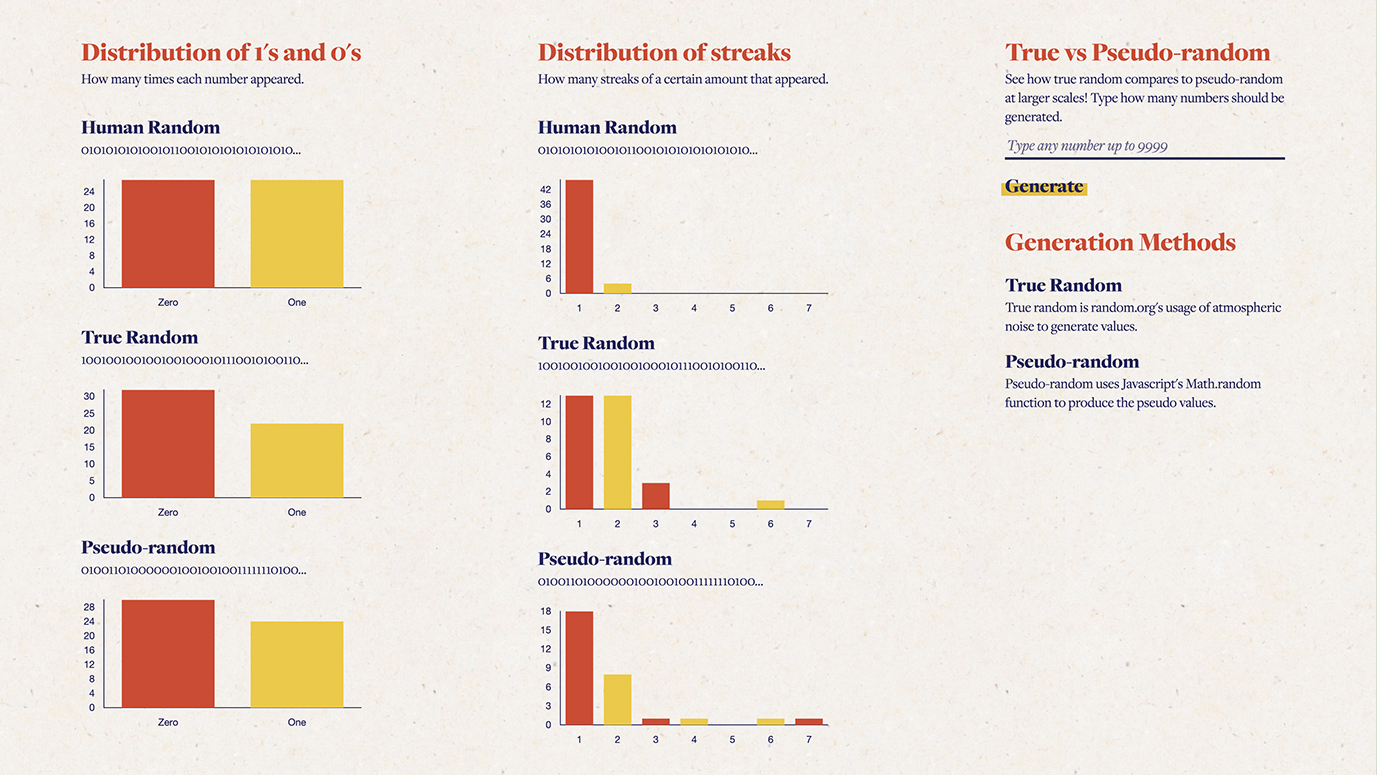 Distribution of 1's and 0's
How many times each number appeared.
Human Random
0101010101001011001010101010101010...
24
20
16
12
8
4
0
Zero
One
True Random
1001001001001001000101110010100110...
30
25
20
15
10
5
0
Zero
One
Pseudo-random
0100110100000010010010011111110100...
28
24
20
16
12
8
4
0
Zero
One
Distribution of streaks
How many streaks of a certain amount that appeared.
Human Random
0101010101001011001010101010101010...
42
36
30
24
18
12
6
0
1 2 3 4 5 6 7
True Random
1001001001001001000101110010100110...
12
10
8
6
4
2
0
1 2 3 4 5 6 7
Pseudo-random
0100110100000010010010011111110100...
18
15
12
9
6
3
0
1 2 3 4 5 6 7
True vs Pseudo-random
See how true random compares to pseudo-random
at larger scales! Type how many numbers should be
generated.
Type any number up to 9999
Generate
Generation Methods
True Random
True random is random.org's usage of atmospheric
noise to generate values.
Pseudo-random
Pseudo-random uses Javascript's Math.random
function to produce the pseudo values.